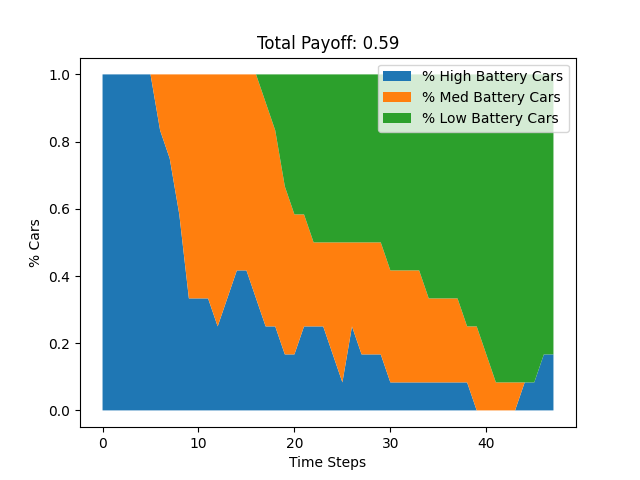 Total Payoff: 0.59
% High Battery Cars
% Med Battery Cars
% Low Battery Cars
1.0
0.8
0.6
0.4
0.2
0.0
% Cars
0
10
20
30
40
Time Steps